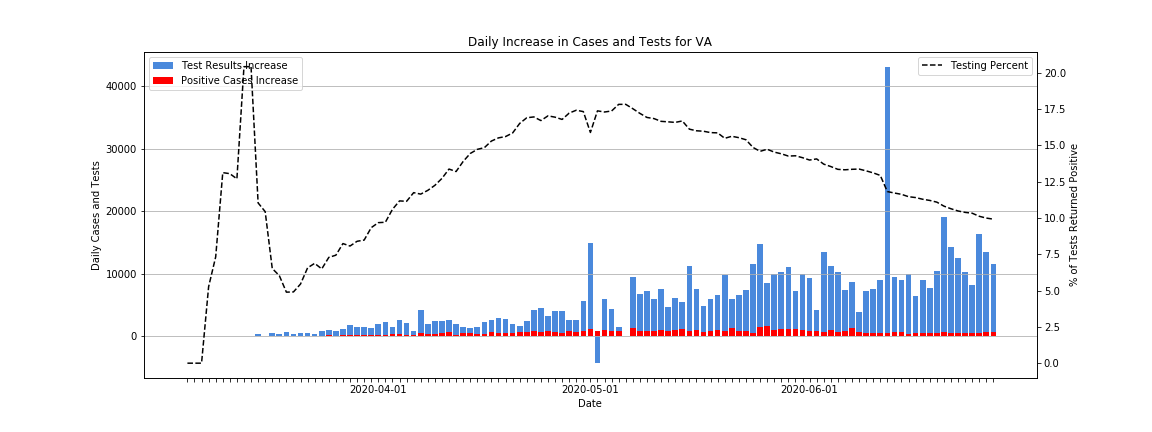 Daily Increase in Cases and Tests for VA
Test Results Increase
Positive Cases Increase
Testing Percent
40000
30000
20000
10000
0
Daily Cases and Tests
20.0
17.5
15.0
12.5
10.0
7.5
5.0
2.5
0.0
% of Tests Returned Positive
2020-04-01
2020-05-01
2020-06-01
Date